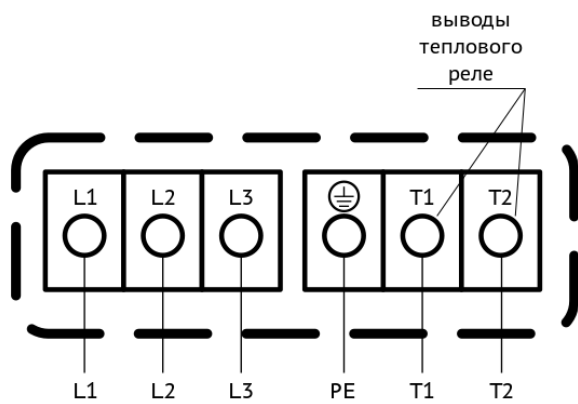 выводы
теплового
реле
L1 L2 L3 T1 T2
L1 L2 L3 PE T1 T2